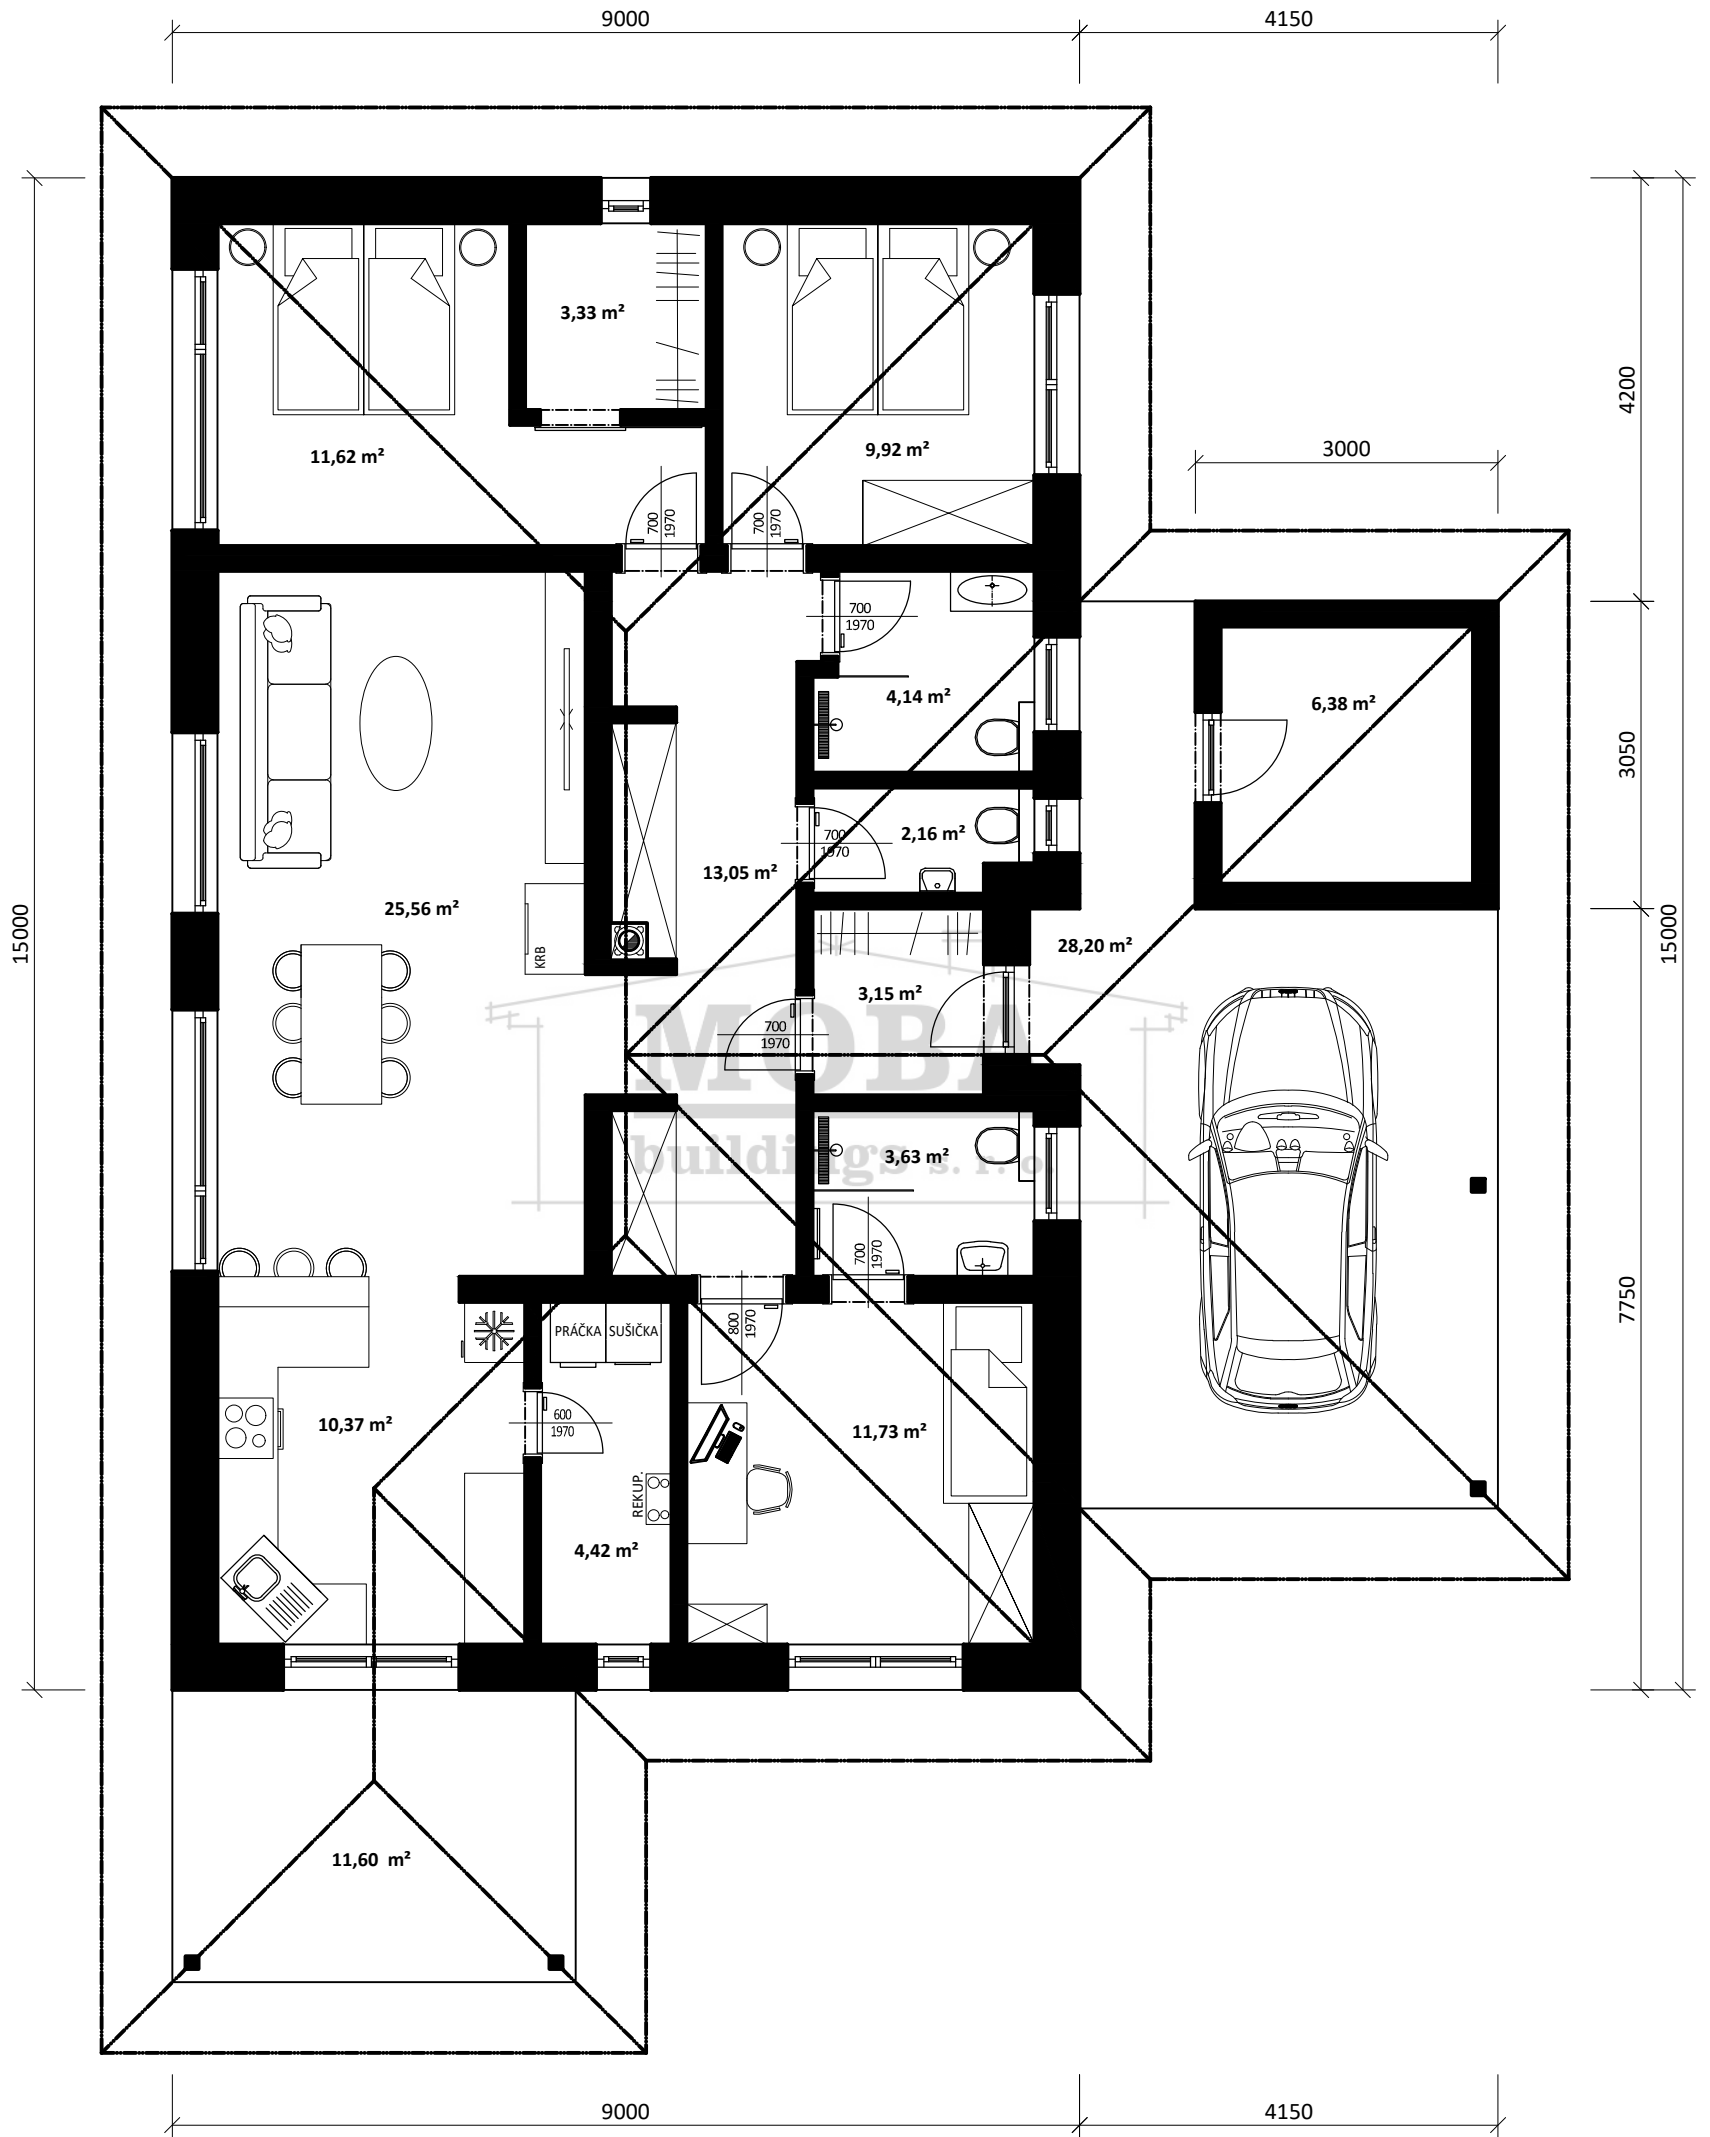 9000
4150
3,33 m²
4200
11,62 m²
9,92 m²
3000
700
1970
700
1970
700
1970
4,14 m²
6,38 m²
3050
700
1970
2,16 m²
13,05 m²
25,56 m²
15000
15000
KRB
28,20 m²
3,15 m²
700
1970
MOBA
buildings s. r. o.
3,63 m²
700
1970
7750
800
1970
PRÁČKA
SUŠIČKA
10,37 m²
600
1970
11,73 m²
REKUP.
4,42 m²
11,60 m²
9000
4150